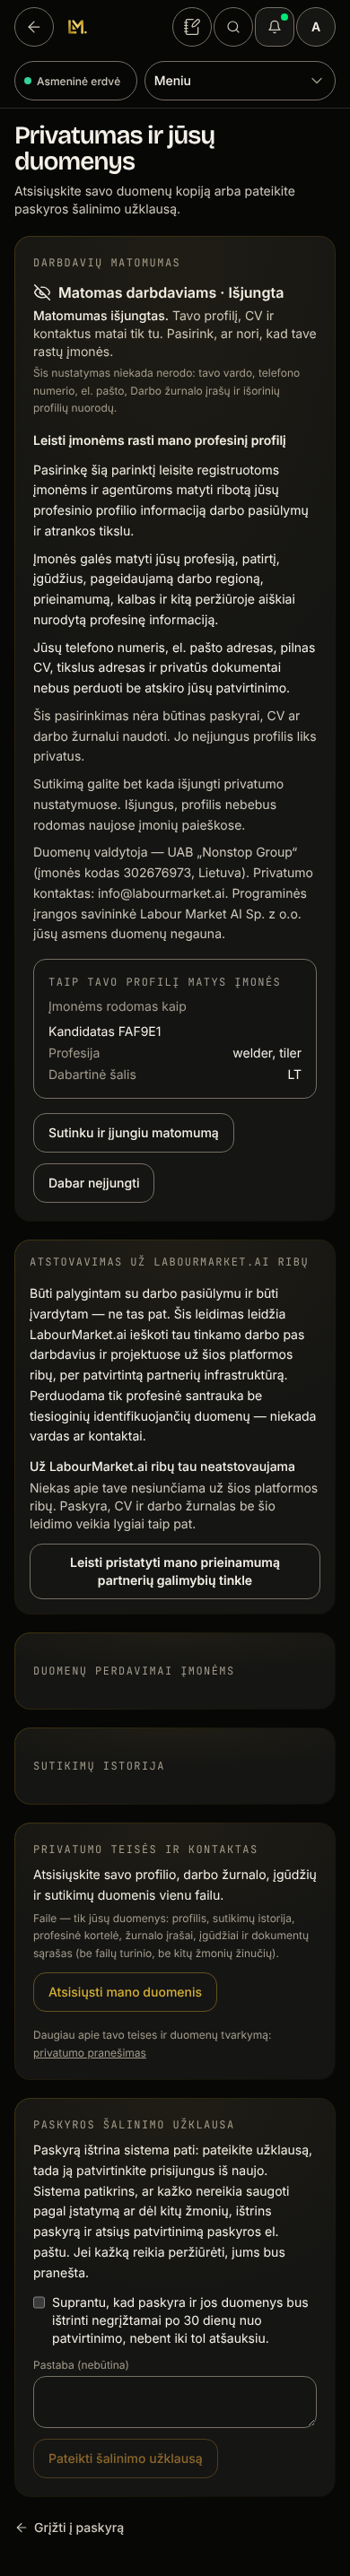 LM.
A
Asmeninė erdvė
Meniu
Privatumas ir jūsų
duomenys
Atsisiųskite savo duomenų kopiją arba pateikite
paskyros šalinimo užklausą.
DARBDAVIŲ MATOMUMAS
Matomas darbdaviams · Išjungta
Matomumas išjungtas. Tavo profilį, CV ir
kontaktus matai tik tu. Pasirink, ar nori, kad tave
rastų įmonės.
Šis nustatymas niekada nerodo: tavo vardo, telefono
numerio, el. pašto, Darbo žurnalo įrašų ir išorinių
profilių nuorodų.
Leisti įmonėms rasti mano profesinį profilį
Pasirinkę šią parinktį leisite registruotoms
įmonėms ir agentūroms matyti ribotą jūsų
profesinio profilio informaciją darbo pasiūlymų
ir atrankos tikslu.
Įmonės galės matyti jūsų profesiją, patirtį,
įgūdžius, pageidaujamą darbo regioną,
prieinamumą, kalbas ir kitą peržiūroje aiškiai
nurodytą profesinę informaciją.
Jūsų telefono numeris, el. pašto adresas, pilnas
CV, tikslus adresas ir privatūs dokumentai
nebus perduoti be atskiro jūsų patvirtinimo.
Šis pasirinkimas nėra būtinas paskyrai, CV ar
darbo žurnalui naudoti. Jo neįjungus profilis liks
privatus.
Sutikimą galite bet kada išjungti privatumo
nustatymuose. Išjungus, profilis nebebus
rodomas naujose įmonių paieškose.
Duomenų valdytoja — UAB „Nonstop Group“
(įmonės kodas 302676973, Lietuva). Privatumo
kontaktas: info@labourmarket.ai. Programinės
įrangos savininkė Labour Market AI Sp. z o.o.
jūsų asmens duomenų negauna.
TAIP TAVO PROFILĮ MATYS ĮMONĖS
Įmonėms rodomas kaip
Kandidatas FAF9E1
Profesija welder, tiler
Dabartinė šalis LT
Sutinku ir įjungiu matomumą
Dabar neįjungti
ATSTOVAVIMAS UŽ LABOURMARKET.AI RIBŲ
Būti palygintam su darbo pasiūlymu ir būti
įvardytam — ne tas pat. Šis leidimas leidžia
LabourMarket.ai ieškoti tau tinkamo darbo pas
darbdavius ir projektuose už šios platformos
ribų, per patvirtintą partnerių infrastruktūrą.
Perduodama tik profesinė santrauka be
tiesioginių identifikuojančių duomenų — niekada
vardas ar kontaktai.
Už LabourMarket.ai ribų tau neatstovaujama
Niekas apie tave nesiunčiama už šios platformos
ribų. Paskyra, CV ir darbo žurnalas be šio
leidimo veikia lygiai taip pat.
Leisti pristatyti mano prieinamumą
partnerių galimybių tinkle
DUOMENŲ PERDAVIMAI ĮMONĖMS
SUTIKIMŲ ISTORIJA
PRIVATUMO TEISĖS IR KONTAKTAS
Atsisiųskite savo profilio, darbo žurnalo, įgūdžių
ir sutikimų duomenis vienu failu.
Faile — tik jūsų duomenys: profilis, sutikimų istorija,
profesinė kortelė, žurnalo įrašai, įgūdžiai ir dokumentų
sąrašas (be failų turinio, be kitų žmonių žinučių).
Atsisiųsti mano duomenis
Daugiau apie tavo teises ir duomenų tvarkymą:
privatumo pranešimas
PASKYROS ŠALINIMO UŽKLAUSA
Paskyrą ištrina sistema pati: pateikite užklausą,
tada ją patvirtinkite prisijungus iš naujo.
Sistema patikrins, ar kažko nereikia saugoti
pagal įstatymą ar dėl kitų žmonių, ištrins
paskyrą ir atsiųs patvirtinimą paskyros el.
paštu. Jei kažką reikia peržiūrėti, jums bus
pranešta.
Suprantu, kad paskyra ir jos duomenys bus
ištrinti negrįžtamai po 30 dienų nuo
patvirtinimo, nebent iki tol atšauksiu.
Pastaba (nebūtina)
Pateikti šalinimo užklausą
Grįžti į paskyrą